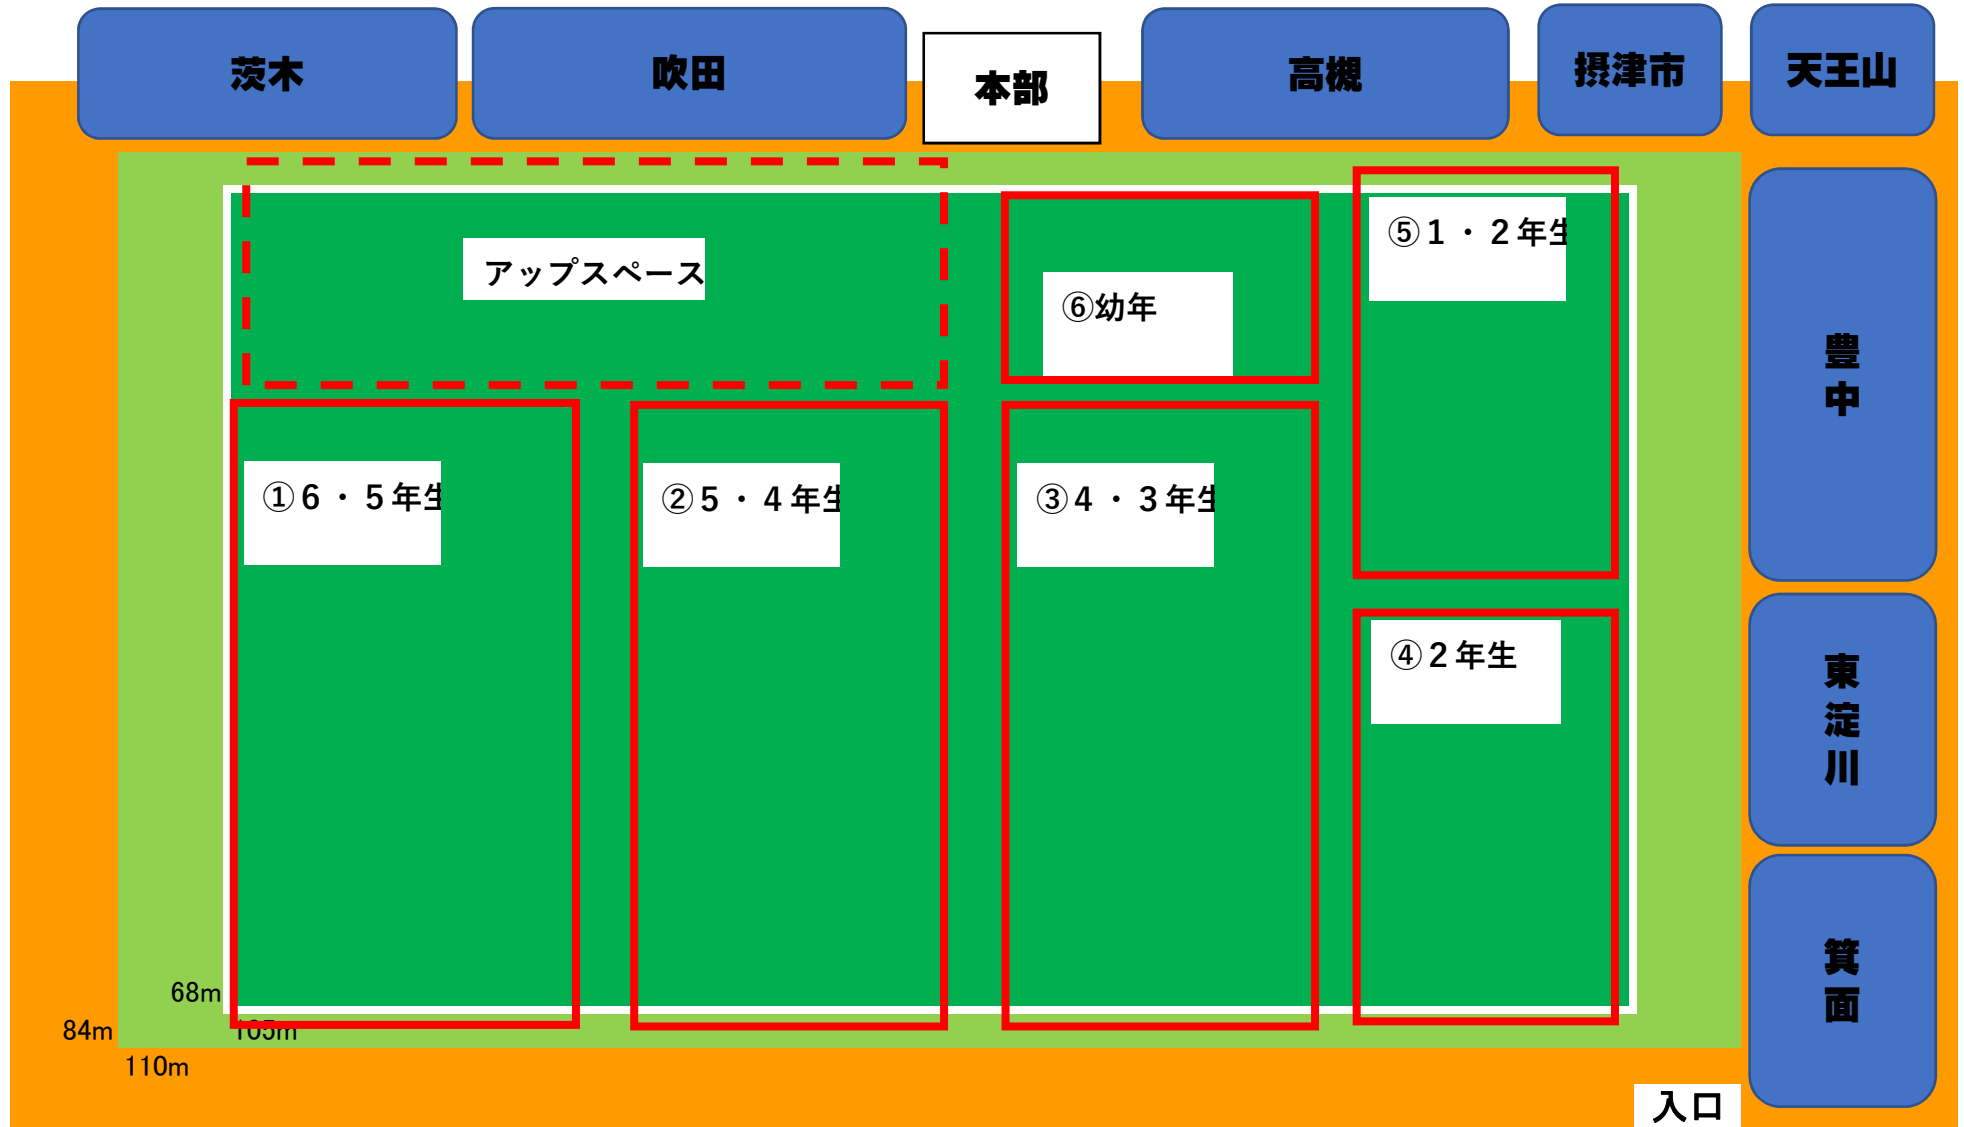 茨木
吹田
本部
高槻
摂津市
天王山
アップスペース
⑥幼年
⑤１・２年生
豊中
①６・５年生
②５・４年生
③４・３年生
④２年生
東淀川
箕面
68m
84m
105m
110m
入口